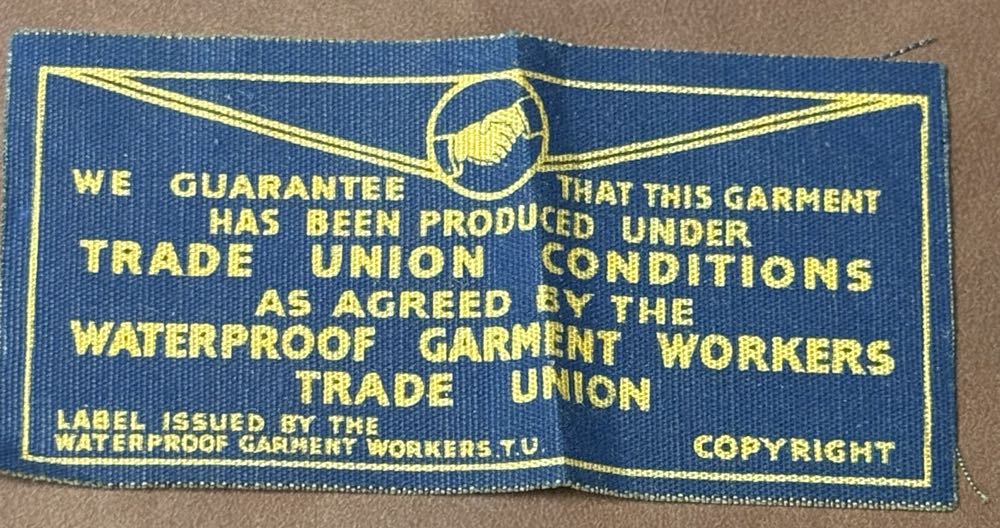 WE GUARANTEE THAT THIS GARMENT
HAS BEEN PRODUCED UNDER
TRADE UNION CONDITIONS
AS AGREED BY THE
WATERPROOF GARMENT WORKERS
TRADE UNION
LABEL ISSUED BY THE
WATERPROOF GARMENT WORKERS.T.U.
COPYRIGHT